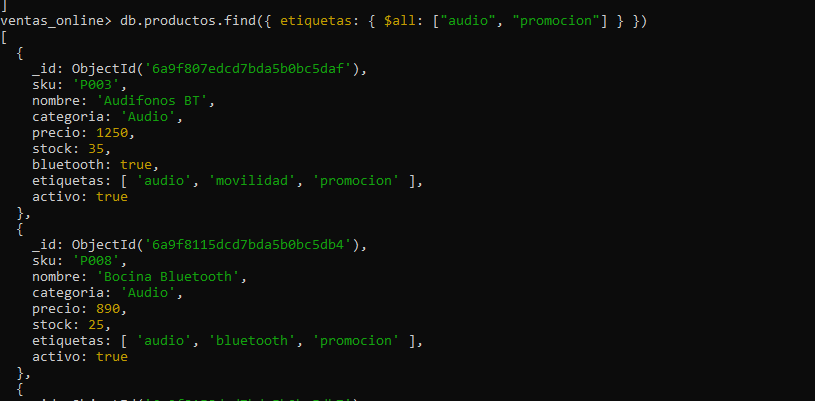 ]
ventas_online> db.productos.find({ etiquetas: { $all: ["audio", "promocion"] } })
[
  {
    _id: ObjectId('6a9f807edcd7bda5b0bc5daf'),
    sku: 'P003',
    nombre: 'Audifonos BT',
    categoria: 'Audio',
    precio: 1250,
    stock: 35,
    bluetooth: true,
    etiquetas: [ 'audio', 'movilidad', 'promocion' ],
    activo: true
  },
  {
    _id: ObjectId('6a9f8115dcd7bda5b0bc5db4'),
    sku: 'P008',
    nombre: 'Bocina Bluetooth',
    categoria: 'Audio',
    precio: 890,
    stock: 25,
    etiquetas: [ 'audio', 'bluetooth', 'promocion' ],
    activo: true
  },
  {